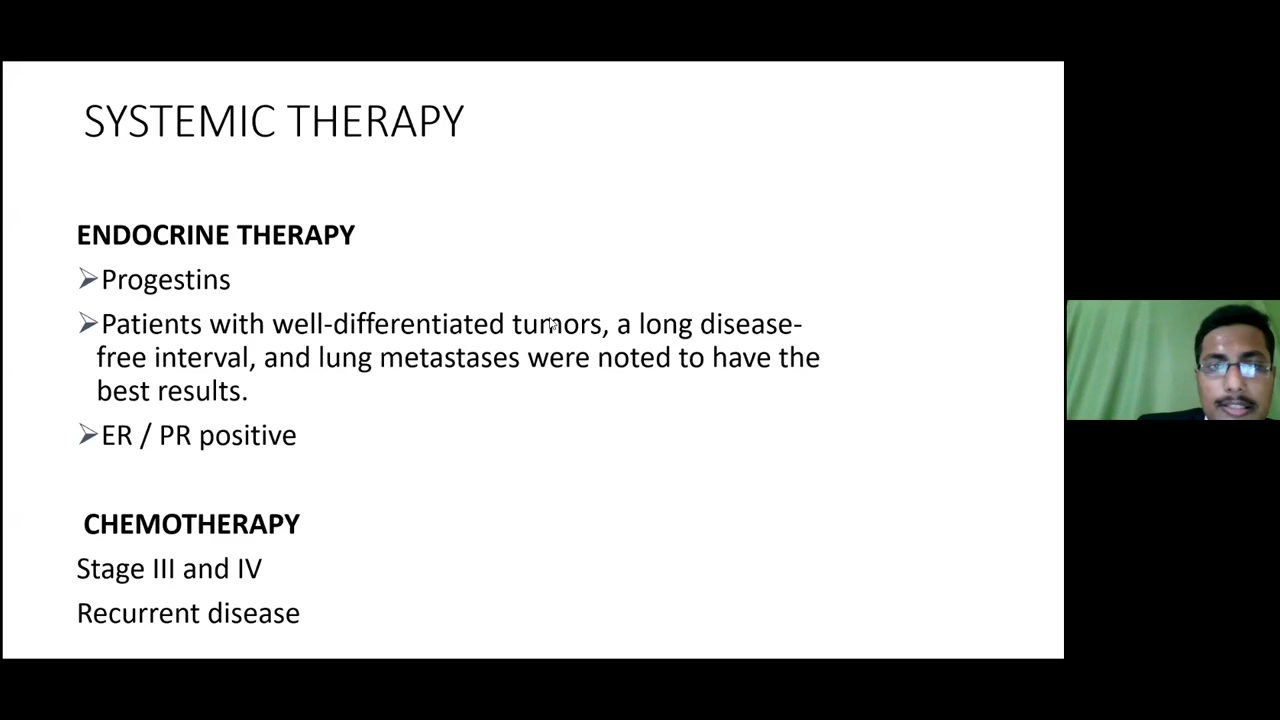 SYSTEMIC THERAPY
ENDOCRINE THERAPY
Progestins
Patients with well-differentiated tumors, a long disease-
free interval, and lung metastases were noted to have the
best results.
ER / PR positive
CHEMOTHERAPY
Stage III and IV
Recurrent disease